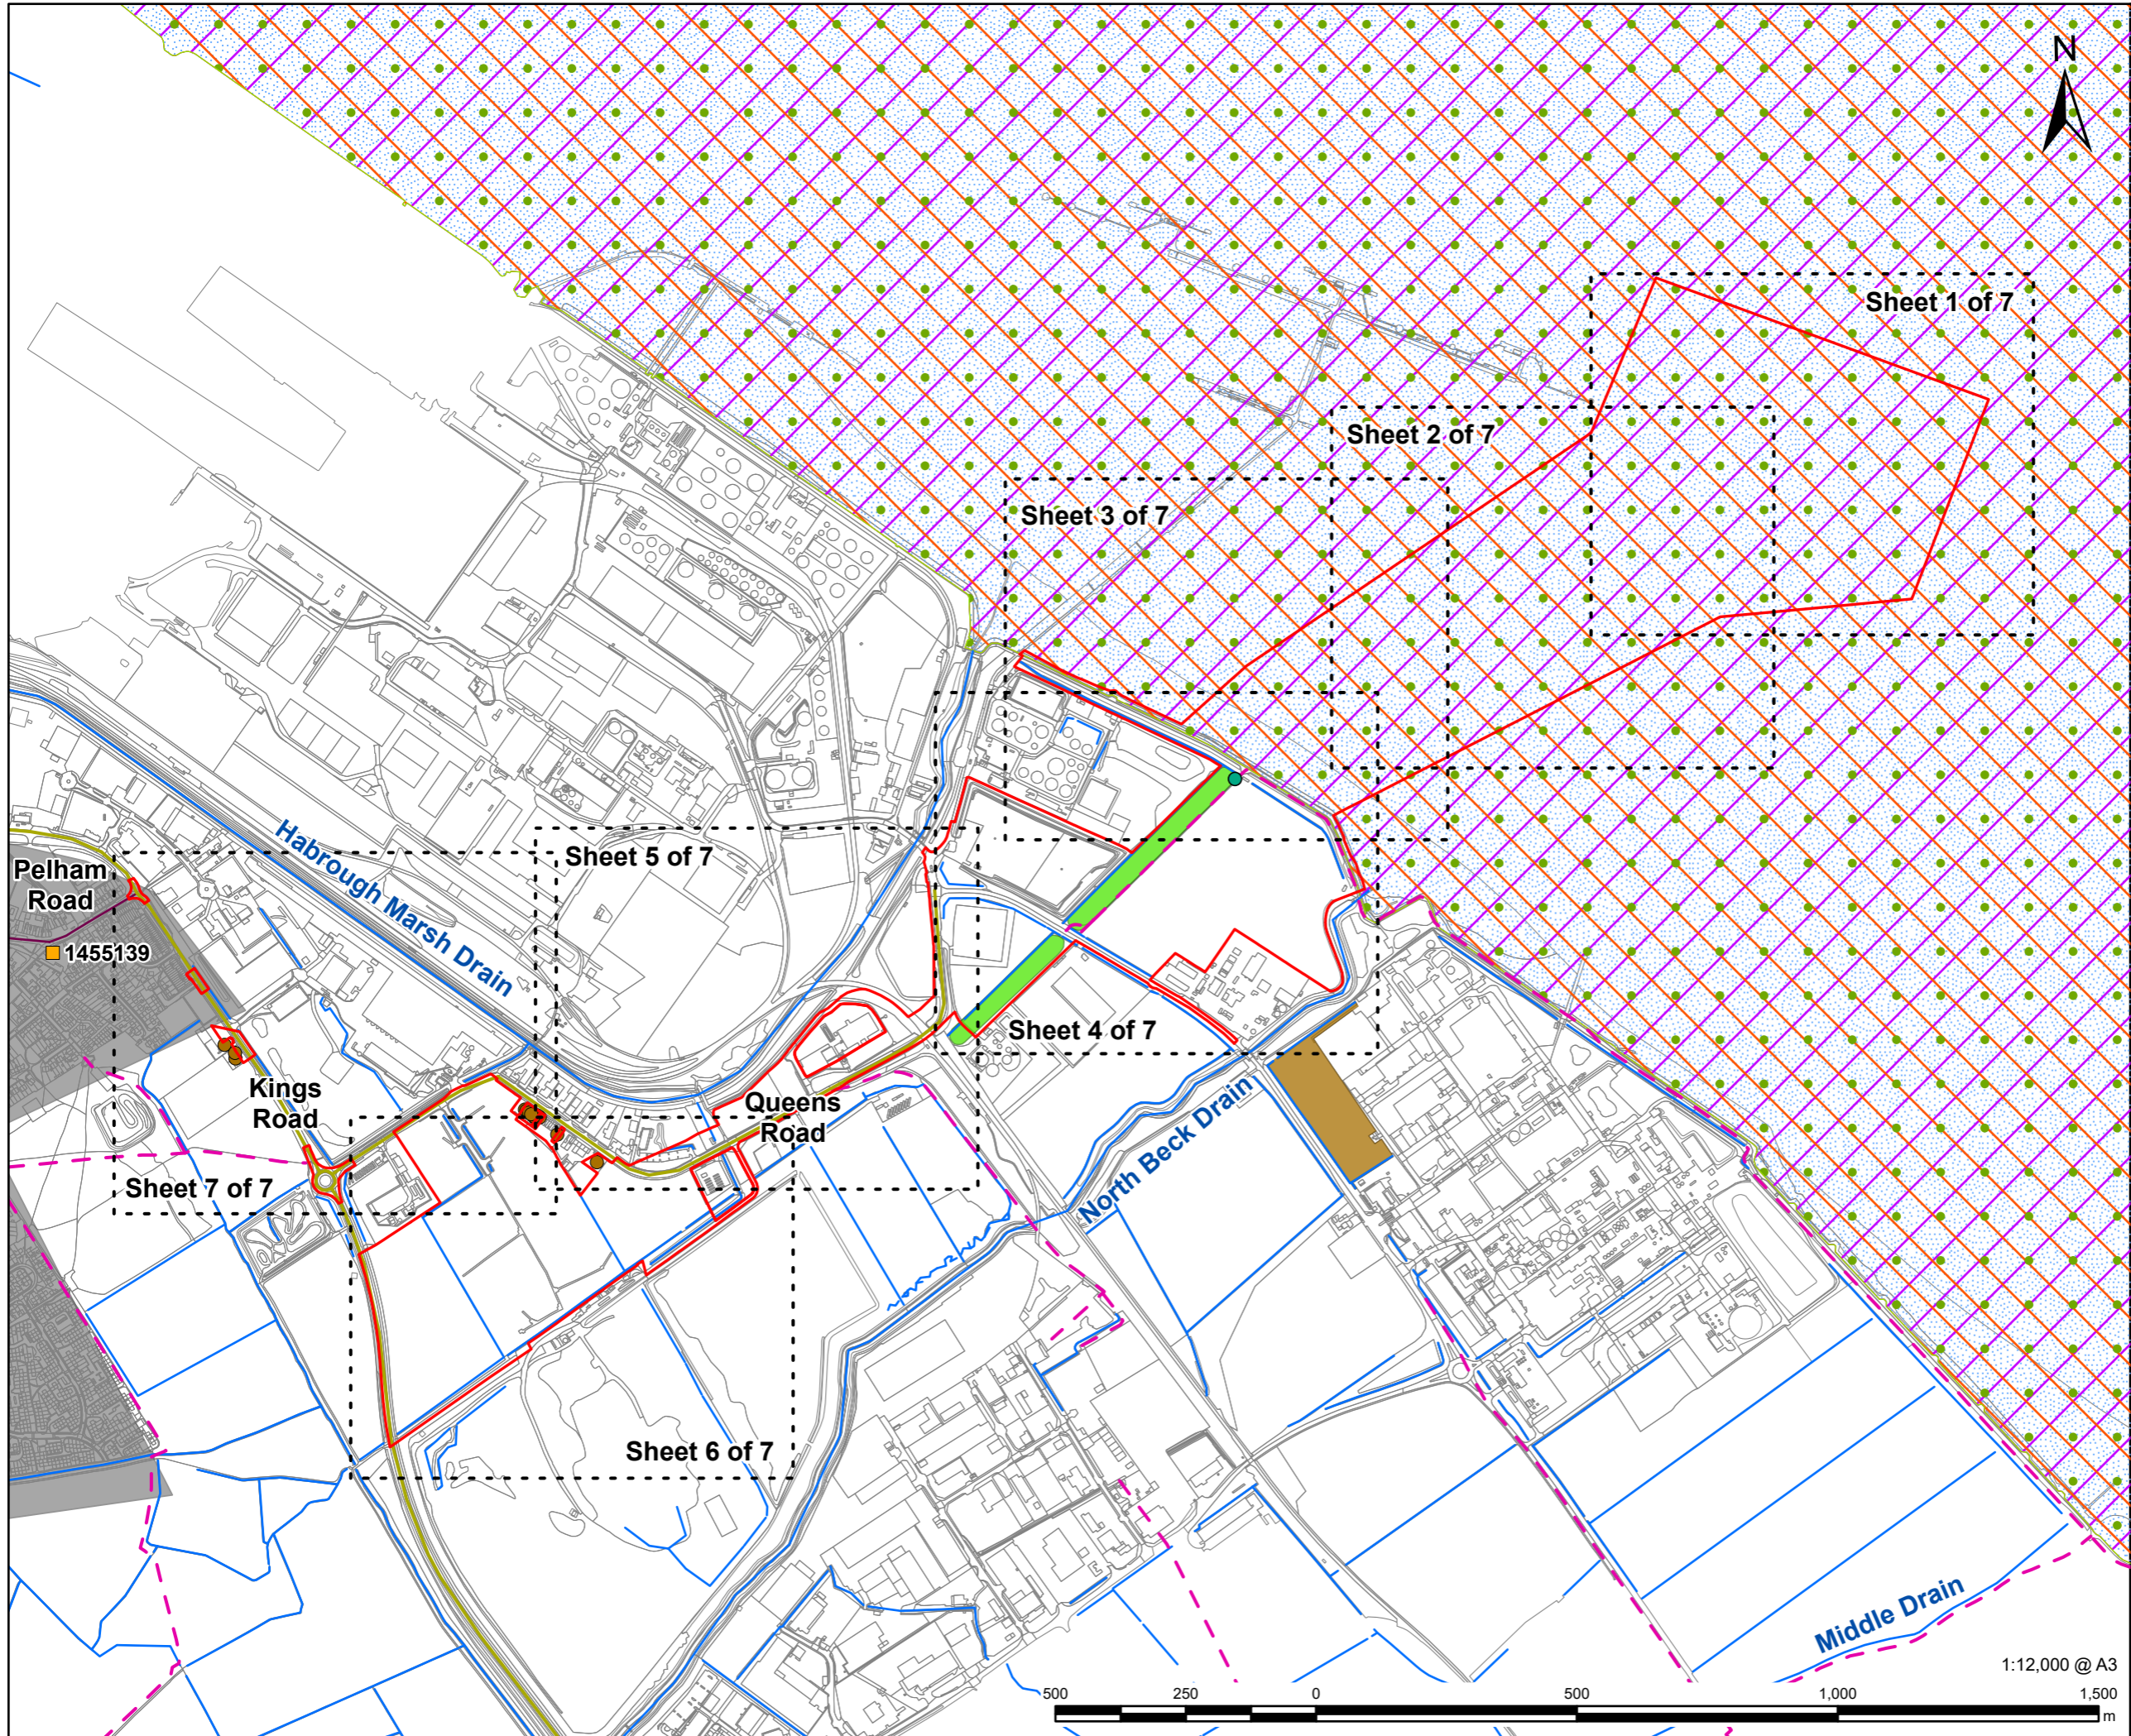 N
Sheet 1 of 7
Sheet 2 of 7
Sheet 3 of 7
Sheet 5 of 7
Pelham
Road
Habrough Marsh Drain
1455139
Sheet 4 of 7
Kings
Road
Queens
Road
North Beck Drain
Sheet 7 of 7
Sheet 6 of 7
Middle Drain
1:12,000 @ A3
500 250 0 500 1,000 1,500
m